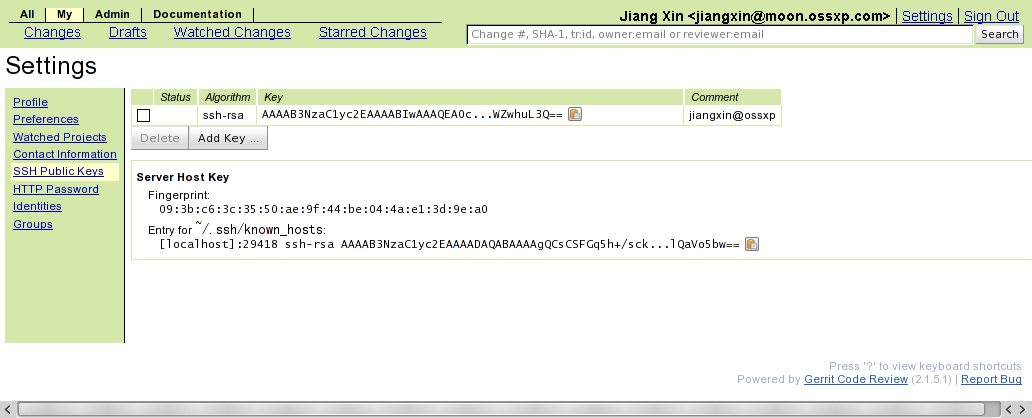 All My Admin Documentation
Jiang Xin <jiangxin@moon.ossxp.com> | Settings | Sign Out
Changes Drafts Watched Changes Starred Changes
Change #, SHA-1, tr:id, owner:email or reviewer:email Search
Settings
Profile
Preferences
Watched Projects
Contact Information
SSH Public Keys
HTTP Password
Identities
Groups
Status Algorithm Key Comment
ssh-rsa AAAAB3NzaC1yc2EAAAABIwAAAQEAOc...WZwhuL3Q== jiangxin@ossxp
Delete Add Key ...
Server Host Key
Fingerprint:
09:3b:c6:3c:35:50:ae:9f:44:be:04:4a:e1:3d:9e:a0
Entry for ~/.ssh/known_hosts:
[localhost]:29418 ssh-rsa AAAAB3NzaC1yc2EAAAADAQABAAAAgQCsCSFGq5h+/sck...lQaVo5bw==
Press '?' to view keyboard shortcuts
Powered by Gerrit Code Review (2.1.5.1) | Report Bug